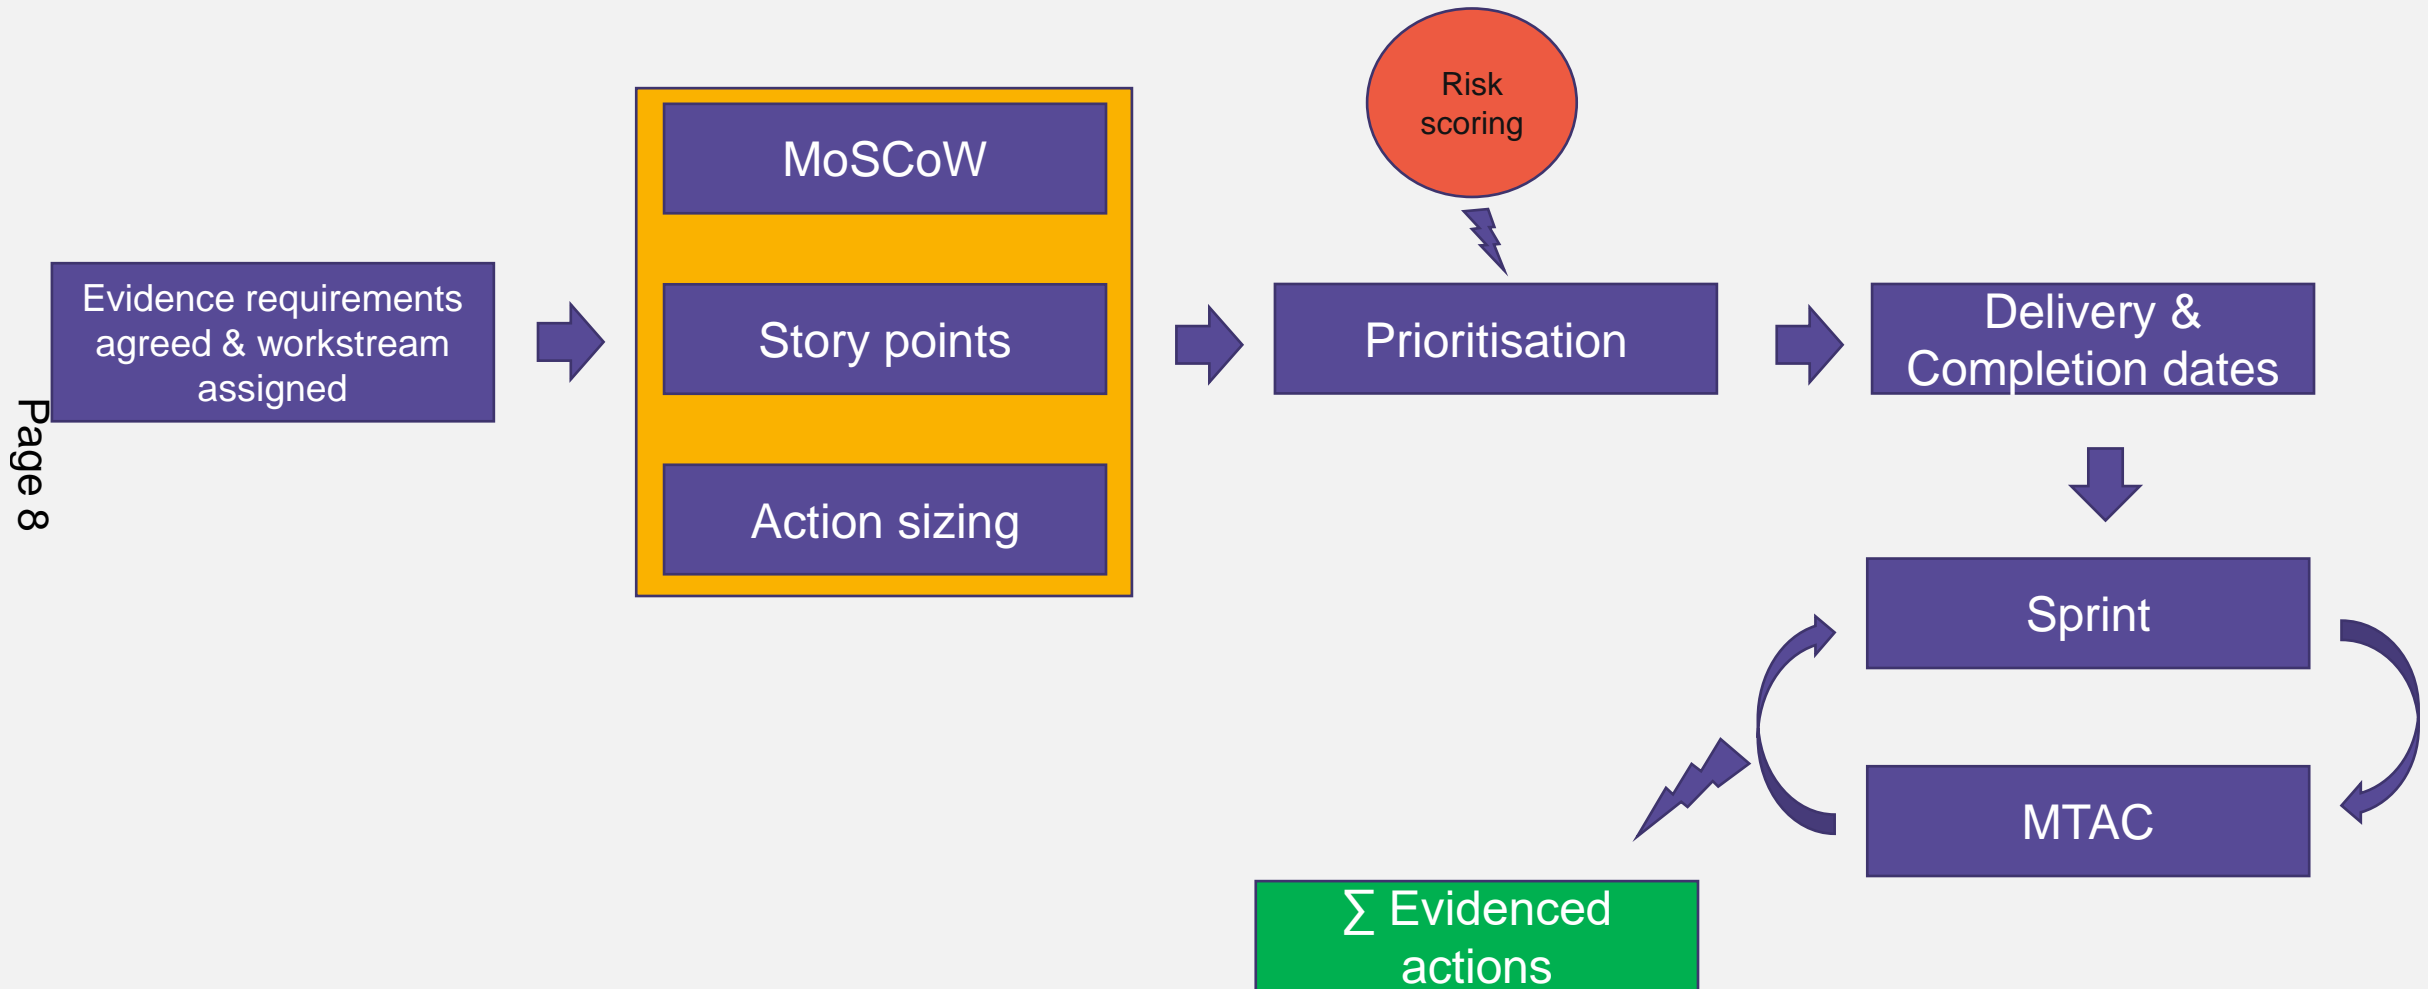 Page 8
Evidence requirements
agreed & workstream
assigned
MoSCoW
Story points
Action sizing
Risk
scoring
Prioritisation
Delivery &
Completion dates
Sprint
MTAC
∑ Evidenced
actions